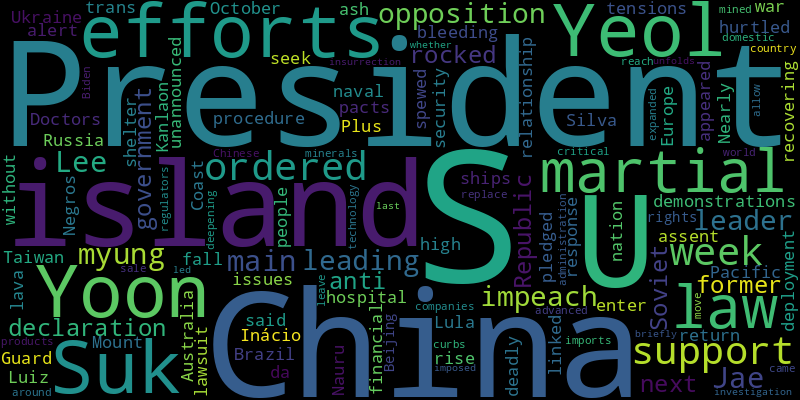 Ukraine trans October ash opposition tensions mined war
alert efforts bleeding Yeol domestic hurtled
Biden unannounced seek whether rocked country
President insurrection reach unfolds
Doctors shelter Kanlaon naval spewed security relationship Silva expanded Europe appeared Nearly allow recovering
Russia government procedure pacts Plus
without Lee Chinese minerals critical world
island ordered S martial
Negros regulators Coast deepening people technology ships replace Republic U demonstrations
last rights leader
myung main leading high pledged administration response nation assent
Taiwan sale fall anti Soviet week
lava Yoon led issues leave hospital impeach enter Pacific former deployment
China companies advanced move law
declaration said Lula linked imports return
products Mount Australia lawsuit Inácio financial Beijing curbs briefly
Guard Suk Brazil Nauru rise deadly support
Luiz da imposed next Jae came
around investigation